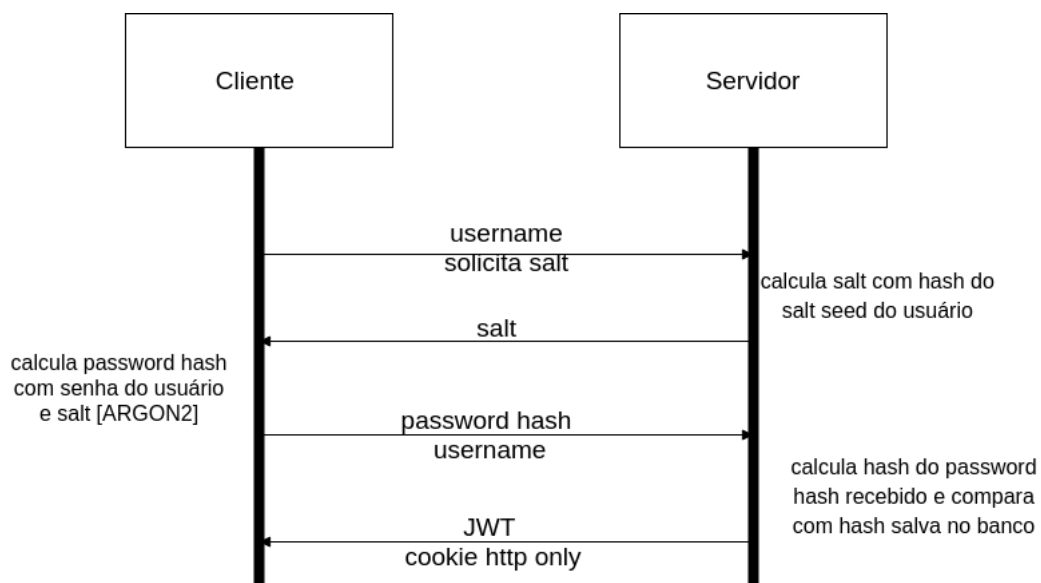 Cliente
Servidor
username
solicita salt
calcula salt com hash do
salt seed do usuário
salt
calcula password hash
com senha do usuário
e salt [ARGON2]
password hash
username
calcula hash do password
hash recebido e compara
com hash salva no banco
JWT
cookie http only